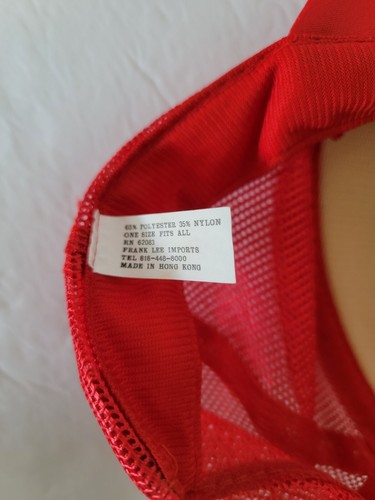 65% POLYESTER 35% NYLON
ONE SIZE FITS ALL
RN 62063
FRANK LEE IMPORTS
TEL 818-448-8000
MADE IN HONG KONG